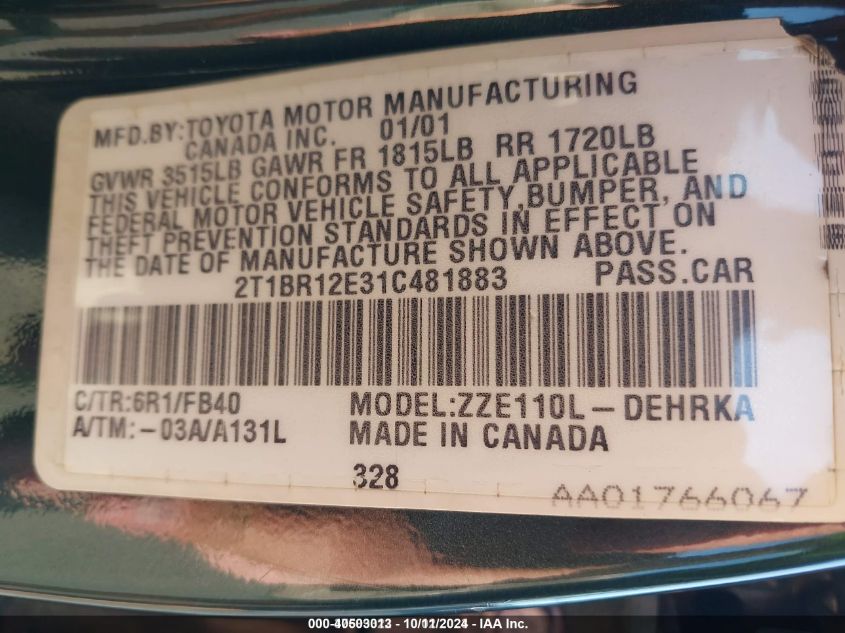 MFD.BY:TOYOTA MOTOR MANUFACTURING
CANADA INC. 01/01
GVWR 3515LB GAWR FR 1815LB RR 1720LB
THIS VEHICLE CONFORMS TO ALL APPLICABLE
FEDERAL MOTOR VEHICLE SAFETY,BUMPER, AND
THEFT PREVENTION STANDARDS IN EFFECT ON
THE DATE OF MANUFACTURE SHOWN ABOVE.
2T1BR12E31C481883 PASS.CAR
C/TR:6R1/FB40 MODEL:ZZE110L-DEHRKA
A/TM:-03A/A131L MADE IN CANADA
328
AA01766067
000-40503013 - 10/11/2024 - IAA Inc.